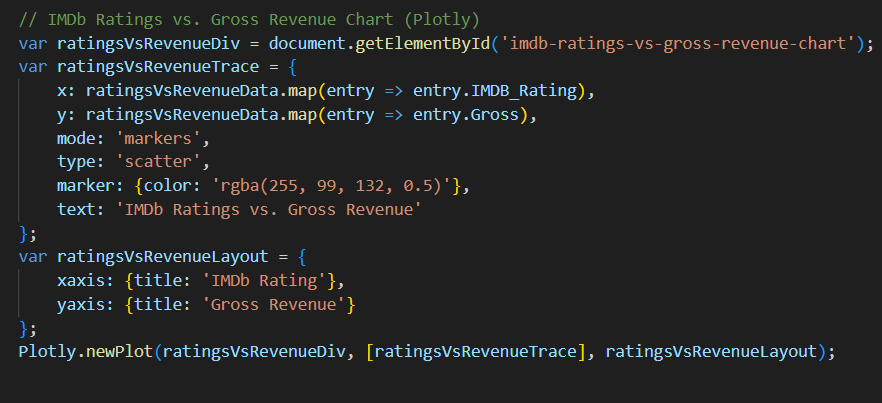 // IMDb Ratings vs. Gross Revenue Chart (Plotly)
var ratingsVsRevenueDiv = document.getElementById('imdb-ratings-vs-gross-revenue-chart');
var ratingsVsRevenueTrace = {
    x: ratingsVsRevenueData.map(entry => entry.IMDB_Rating),
    y: ratingsVsRevenueData.map(entry => entry.Gross),
    mode: 'markers',
    type: 'scatter',
    marker: {color: 'rgba(255, 99, 132, 0.5)'},
    text: 'IMDb Ratings vs. Gross Revenue'
};
var ratingsVsRevenueLayout = {
    xaxis: {title: 'IMDb Rating'},
    yaxis: {title: 'Gross Revenue'}
};
Plotly.newPlot(ratingsVsRevenueDiv, [ratingsVsRevenueTrace], ratingsVsRevenueLayout);